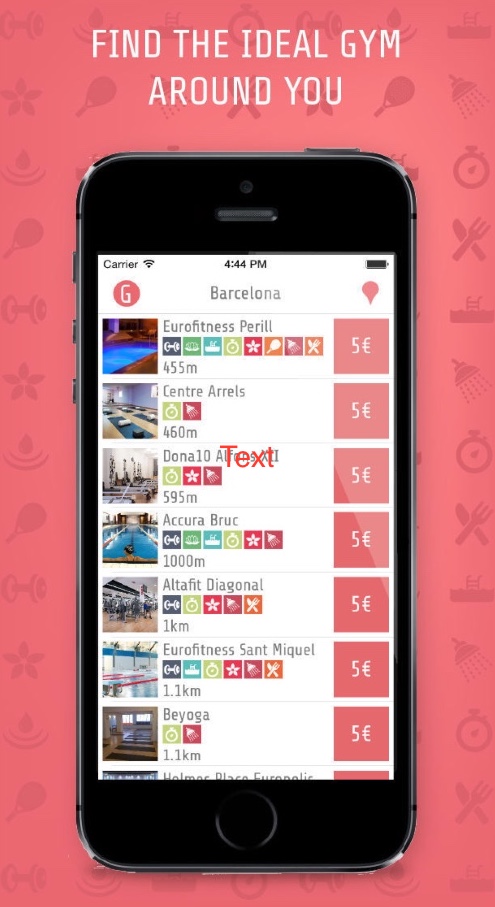 FIND THE IDEAL GYM
AROUND YOU
Carrier 4:44 PM
G Barcelona
Eurofitness Perill
5€
455m
Centre Arrels
5€
460m
Dona10 Alfons XII
Text
5€
595m
Accura Bruc
5€
1000m
Altafit Diagonal
5€
1km
Eurofitness Sant Miquel
5€
1.1km
Beyoga
5€
1.1km
Holmes Place Europolis